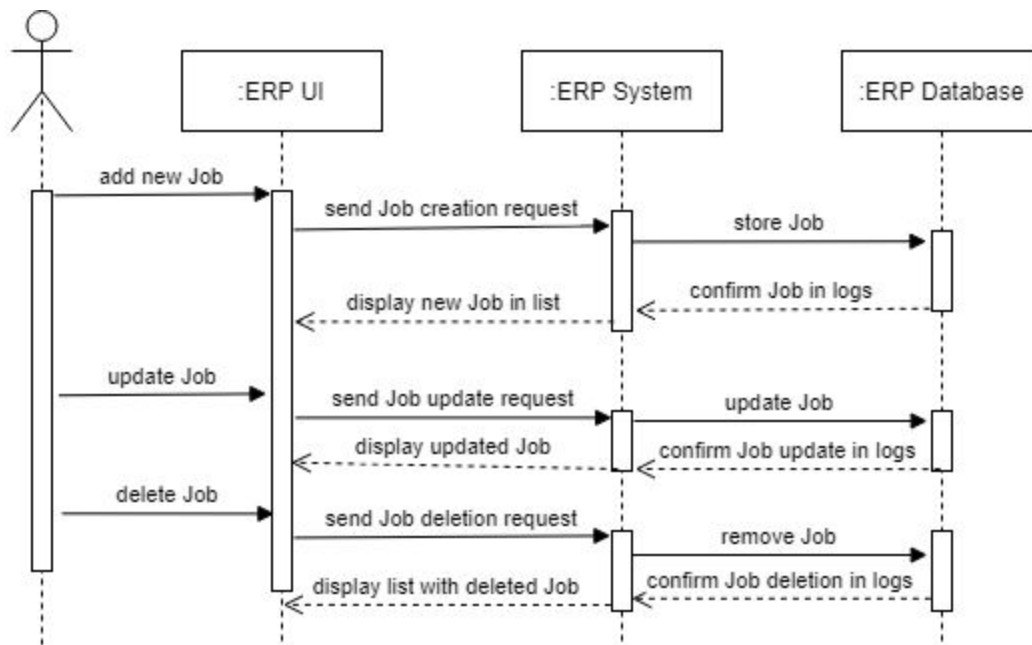 :ERP UI
:ERP System
:ERP Database
add new Job
send Job creation request
store Job
confirm Job in logs
display new Job in list
update Job
send Job update request
update Job
display updated Job
confirm Job update in logs
delete Job
send Job deletion request
remove Job
display list with deleted Job
confirm Job deletion in logs